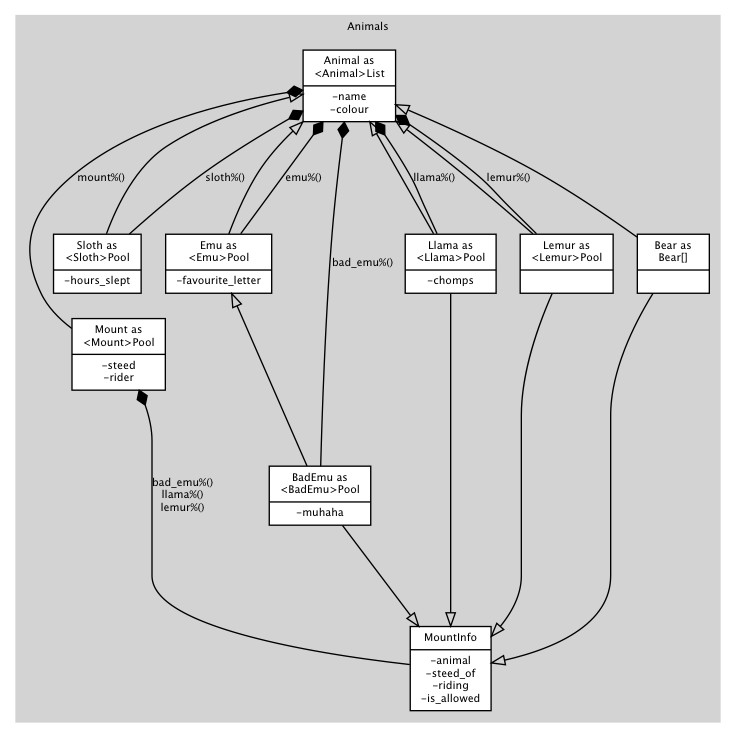 Animals
Animal as
<Animal>List
-name
-colour
mount%()
sloth%()
emu%()
llama%()
lemur%()
Sloth as
<Sloth>Pool
-hours_slept
Emu as
<Emu>Pool
-favourite_letter
bad_emu%()
Llama as
<Llama>Pool
-chomps
Lemur as
<Lemur>Pool
Bear as
Bear[]
Mount as
<Mount>Pool
-steed
-rider
bad_emu%()
llama%()
lemur%()
BadEmu as
<BadEmu>Pool
-muhaha
MountInfo
-animal
-steed_of
-riding
-is_allowed